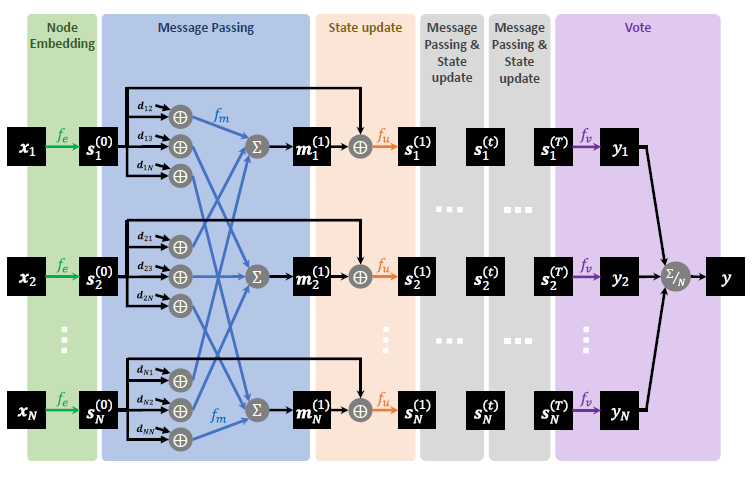 Node
Embedding
Message Passing
State update
Message
Passing &
State
update
Message
Passing &
State
update
Vote
x₁
fₑ
s₁⁽⁰⁾
d₁₂
d₁₃
d₁N
⊕
⊕
⊕
fₘ
Σ
m₁⁽¹⁾
⊕
fᵤ
s₁⁽¹⁾
s₁⁽ᵗ⁾
s₁⁽ᵀ⁾
fᵥ
y₁
x₂
fₑ
s₂⁽⁰⁾
d₂₁
d₂₃
d₂N
⊕
⊕
⊕
Σ
m₂⁽¹⁾
⊕
fᵤ
s₂⁽¹⁾
s₂⁽ᵗ⁾
s₂⁽ᵀ⁾
fᵥ
y₂
Σ/N
y
xN
fₑ
sN⁽⁰⁾
dN1
dN2
dNN
⊕
⊕
⊕
fₘ
Σ
mN⁽¹⁾
⊕
fᵤ
sN⁽¹⁾
sN⁽ᵗ⁾
sN⁽ᵀ⁾
fᵥ
yN